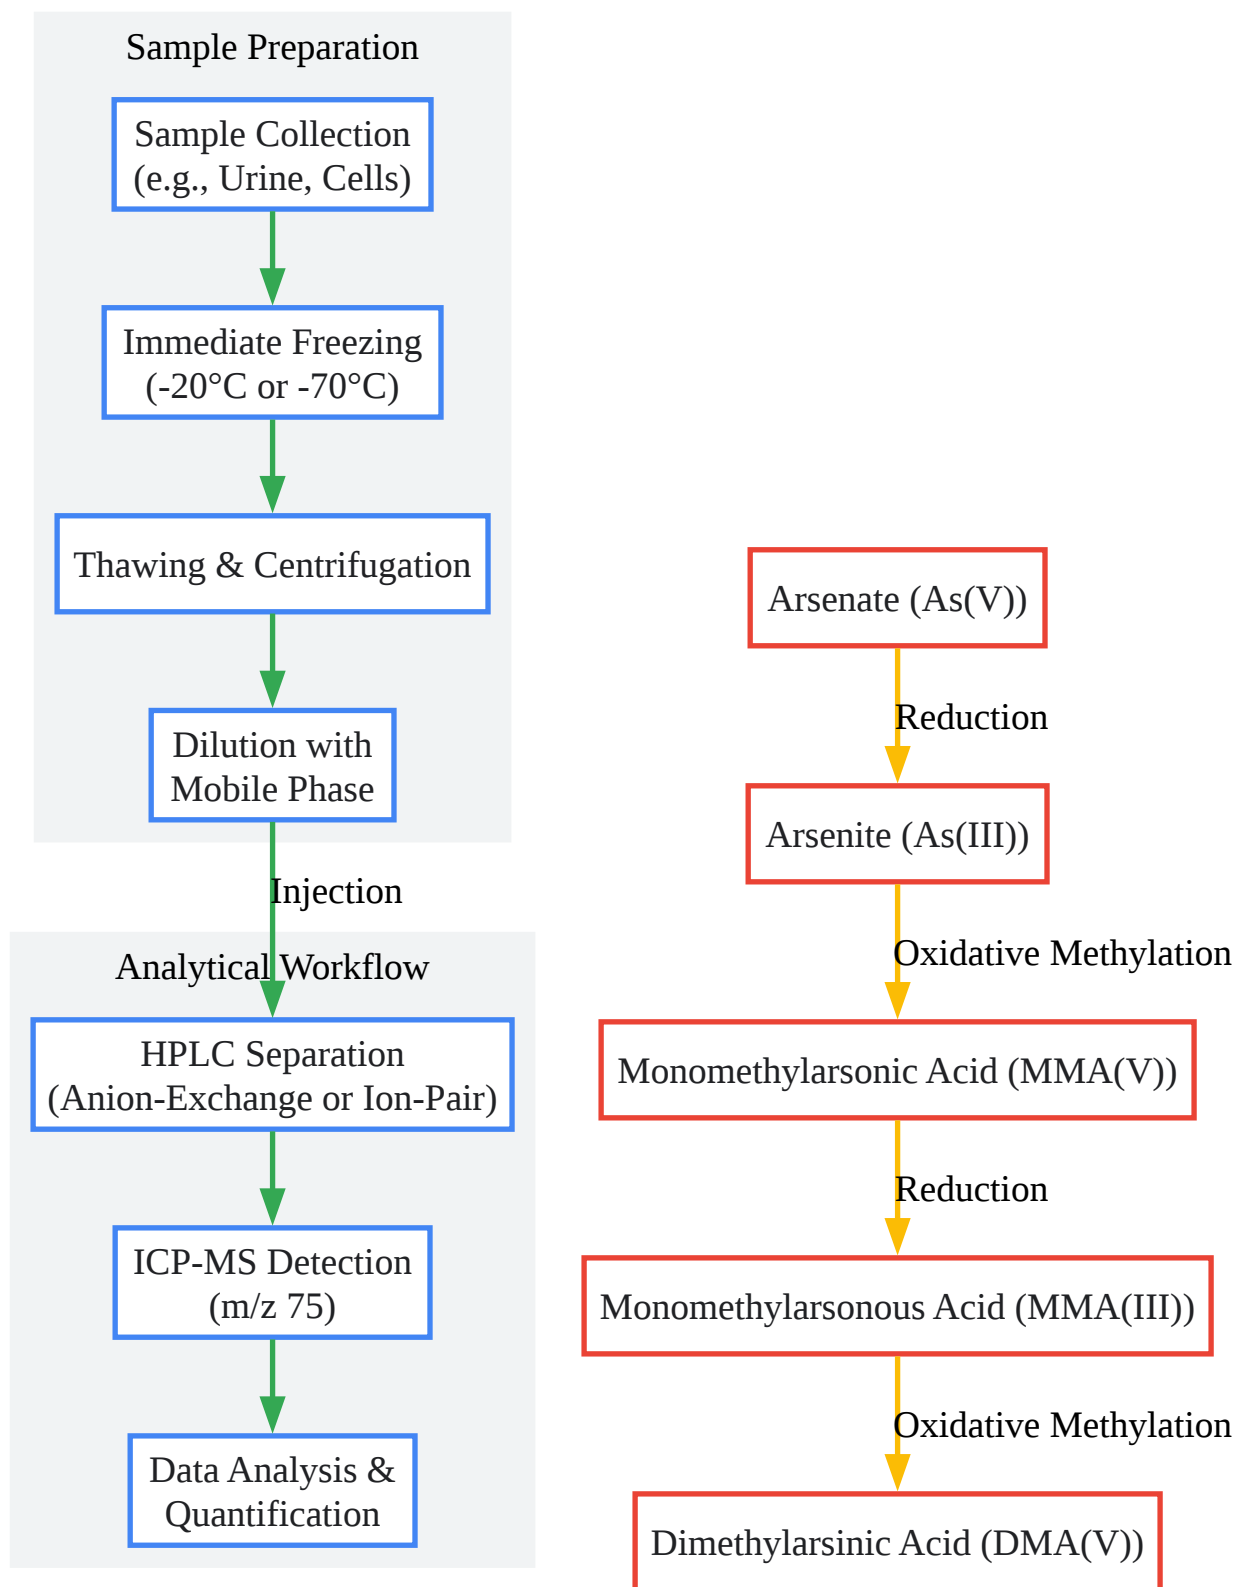 Sample Preparation
Sample Collection
(e.g., Urine, Cells)
Immediate Freezing
(-20°C or -70°C)
Thawing & Centrifugation
Dilution with
Mobile Phase
Injection
Analytical Workflow
HPLC Separation
(Anion-Exchange or Ion-Pair)
ICP-MS Detection
(m/z 75)
Data Analysis &
Quantification
Arsenate (As(V))
Reduction
Arsenite (As(III))
Oxidative Methylation
Monomethylarsonic Acid (MMA(V))
Reduction
Monomethylarsonous Acid (MMA(III))
Oxidative Methylation
Dimethylarsinic Acid (DMA(V))